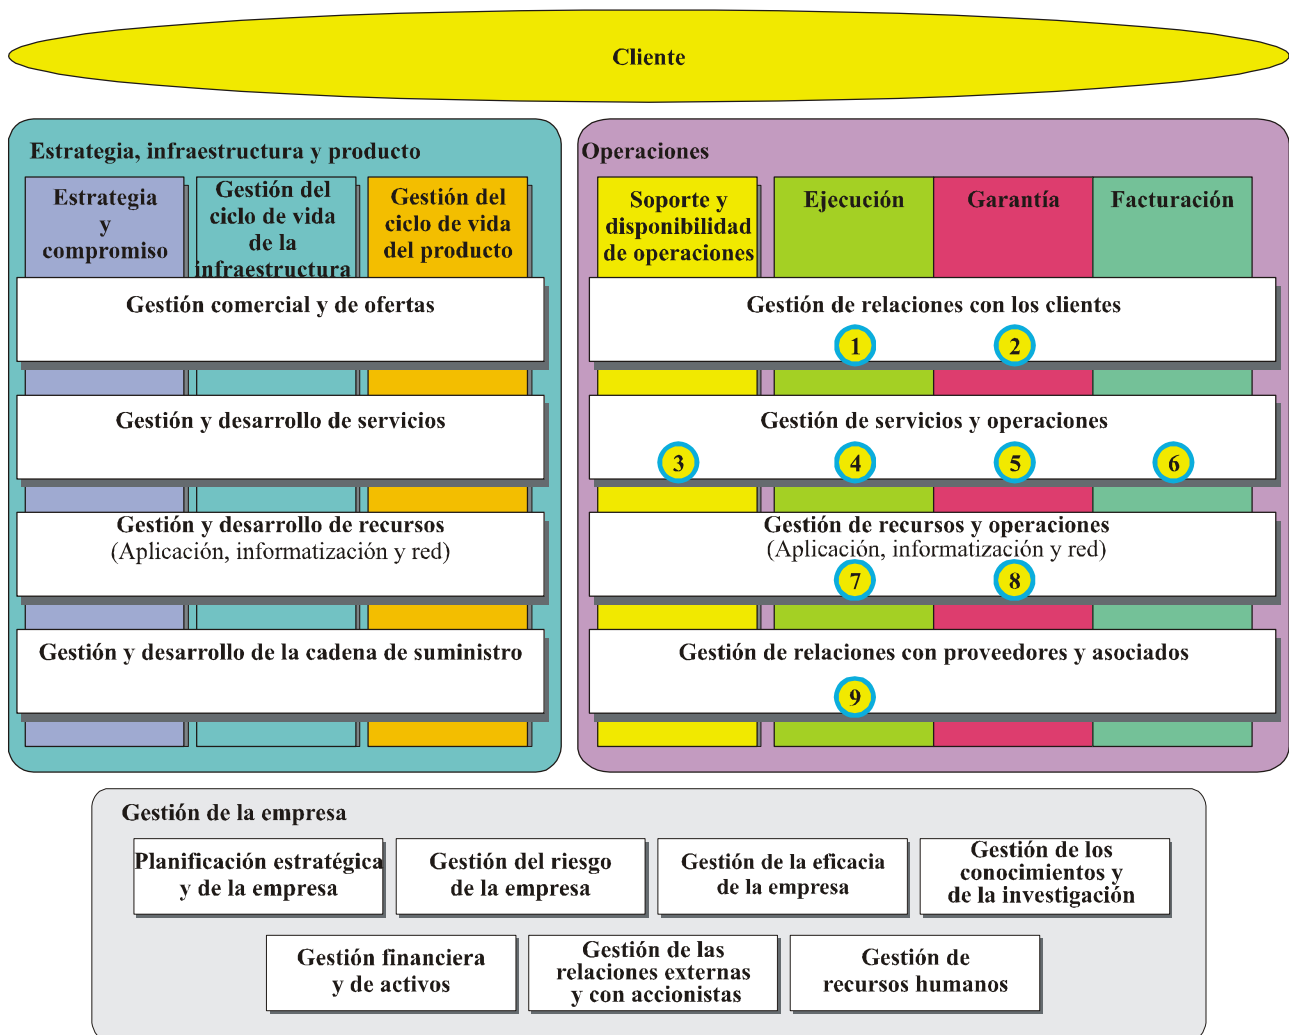 Cliente
Estrategia, infraestructura y producto
Estrategia
y
compromiso
Gestión del
ciclo de vida
de la
infraestructura
Gestión del
ciclo de vida
del producto
Gestión comercial y de ofertas
Gestión y desarrollo de servicios
Gestión y desarrollo de recursos
(Aplicación, informatización y red)
Gestión y desarrollo de la cadena de suministro
Operaciones
Soporte y
disponibilidad
de operaciones
Ejecución
Garantía
Facturación
Gestión de relaciones con los clientes
1
2
Gestión de servicios y operaciones
3
4
5
6
Gestión de recursos y operaciones
(Aplicación, informatización y red)
7
8
Gestión de relaciones con proveedores y asociados
9
Gestión de la empresa
Planificación estratégica
y de la empresa
Gestión del riesgo
de la empresa
Gestión de la eficacia
de la empresa
Gestión de los
conocimientos y
de la investigación
Gestión financiera
y de activos
Gestión de las
relaciones externas
y con accionistas
Gestión de
recursos humanos